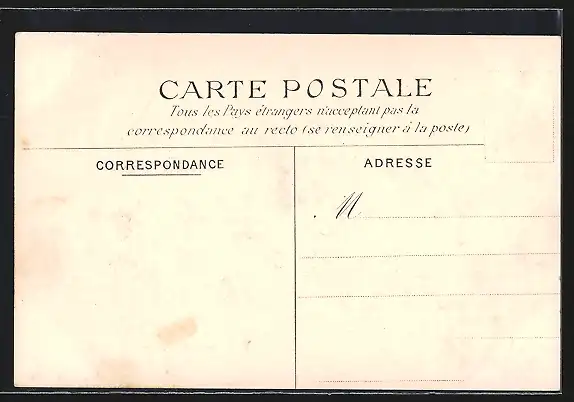 CARTE POSTALE
Tous les Pays étrangers n'acceptant pas la
correspondance au recto (se renseigner à la poste)
CORRESPONDANCE
ADRESSE
M